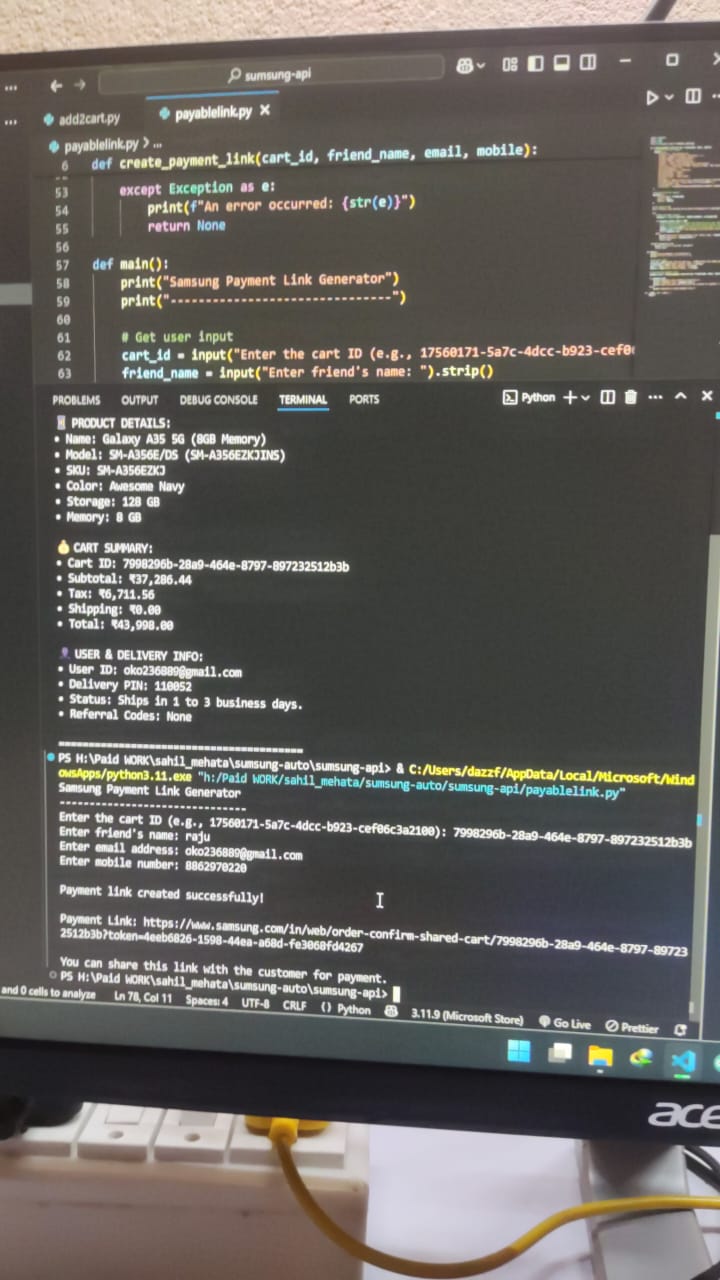 sumsung-api
add2cart.py
payablelink.py
payablelink.py > ...
6 def create_payment_link(cart_id, friend_name, email, mobile):
53 except Exception as e:
54 print(f"An error occurred: {str(e)}")
55 return None
56
57 def main():
58 print("Samsung Payment Link Generator")
59 print("-------------------------------")
60
61 # Get user input
62 cart_id = input("Enter the cart ID (e.g., 17560171-5a7c-4dcc-b923-cef0
63 friend_name = input("Enter friend's name: ").strip()
PROBLEMS OUTPUT DEBUG CONSOLE TERMINAL PORTS Python
PRODUCT DETAILS:
• Name: Galaxy A35 5G (8GB Memory)
• Model: SM-A356E/DS (SM-A356EZKJINS)
• SKU: SM-A356EZKJ
• Color: Awesome Navy
• Storage: 128 GB
• Memory: 8 GB
CART SUMMARY:
• Cart ID: 7998296b-28a9-464e-8797-897232512b3b
• Subtotal: ₹37,286.44
• Tax: ₹6,711.56
• Shipping: ₹0.00
• Total: ₹43,998.00
USER & DELIVERY INFO:
• User ID: oko236889@gmail.com
• Delivery PIN: 110052
• Status: Ships in 1 to 3 business days.
• Referral Codes: None
========================================
PS H:\Paid WORK\sahil_mehata\sumsung-auto\sumsung-api> & C:/Users/dazzf/AppData/Local/Microsoft/Wind
owsApps/python3.11.exe "h:/Paid WORK/sahil_mehata/sumsung-auto/sumsung-api/payablelink.py"
Samsung Payment Link Generator
-------------------------------
Enter the cart ID (e.g., 17560171-5a7c-4dcc-b923-cef06c3a2100): 7998296b-28a9-464e-8797-897232512b3b
Enter friend's name: raju
Enter email address: oko236889@gmail.com
Enter mobile number: 8862970220
Payment link created successfully!
Payment Link: https://www.samsung.com/in/web/order-confirm-shared-cart/7998296b-28a9-464e-8797-89723
2512b3b?token=4eeb6826-1598-44ea-a68d-fe3068fd4267
You can share this link with the customer for payment.
PS H:\Paid WORK\sahil_mehata\sumsung-auto\sumsung-api>
and 0 cells to analyze Ln 78, Col 11 Spaces: 4 UTF-8 CRLF {} Python 3.11.9 (Microsoft Store) Go Live Prettier
acer